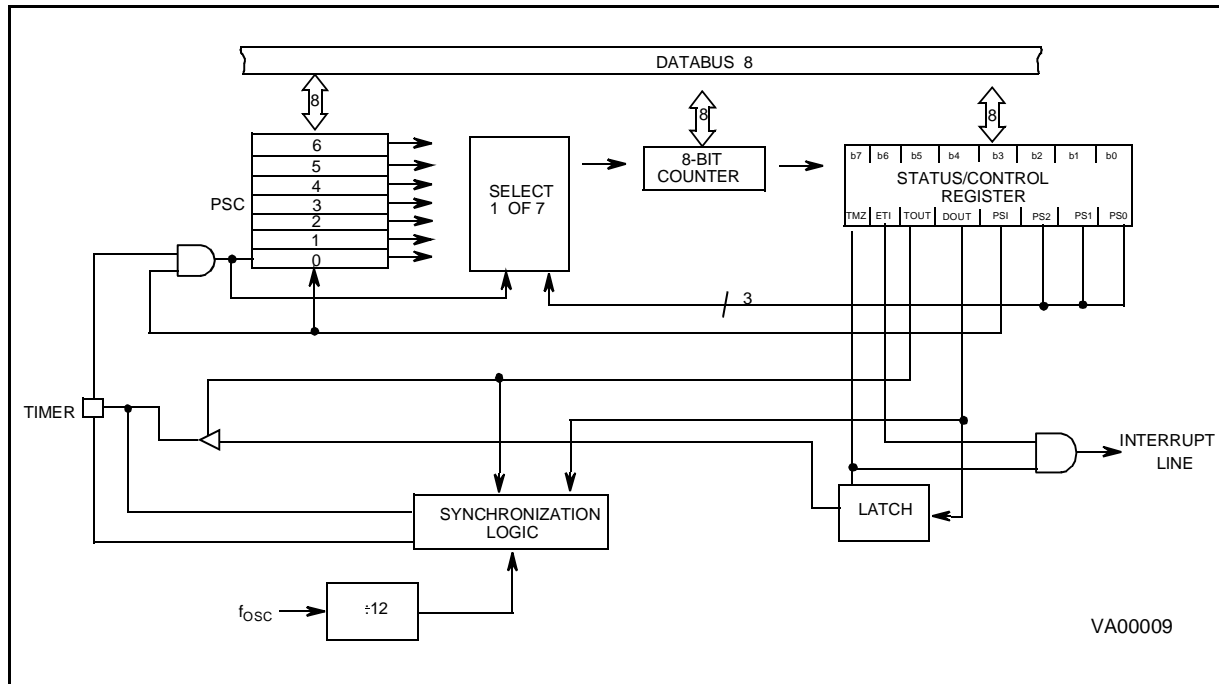 DATABUS 8
8
8
8
6
5
4
3
2
1
0
PSC
SELECT
1 OF 7
8-BIT
COUNTER
b7 b6 b5 b4 b3 b2 b1 b0
STATUS/CONTROL
REGISTER
TMZ ETI TOUT DOUT PSI PS2 PS1 PS0
3
TIMER
INTERRUPT
LINE
LATCH
SYNCHRONIZATION
LOGIC
fOSC
÷12
VA00009